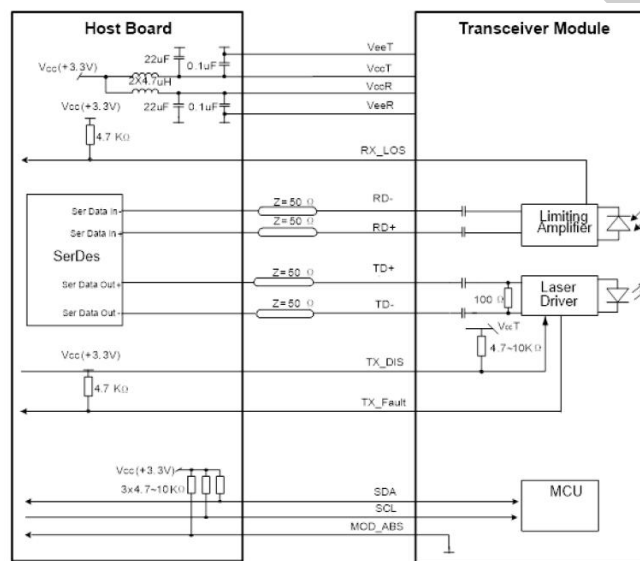 Host Board
Transceiver Module
VeeT
22uF
0.1uF
Vcc(+3.3V)
VccT
2X4.7uH
VccR
Vcc(+3.3V)
22uF
0.1uF
VeeR
4.7 KΩ
RX_LOS
Ser Data In -
Z=50 Ω
RD-
Limiting
Amplifier
Z=50 Ω
Ser Data In +
RD+
SerDes
Z=50 Ω
TD+
Ser Data Out +
Laser
Driver
100 Ω
Z=50 Ω
TD-
Ser Data Out -
VccT
4.7~10KΩ
Vcc(+3.3V)
TX_DIS
4.7 KΩ
TX_Fault
Vcc(+3.3V)
3x4.7~10KΩ
SDA
MCU
SCL
MOD_ABS